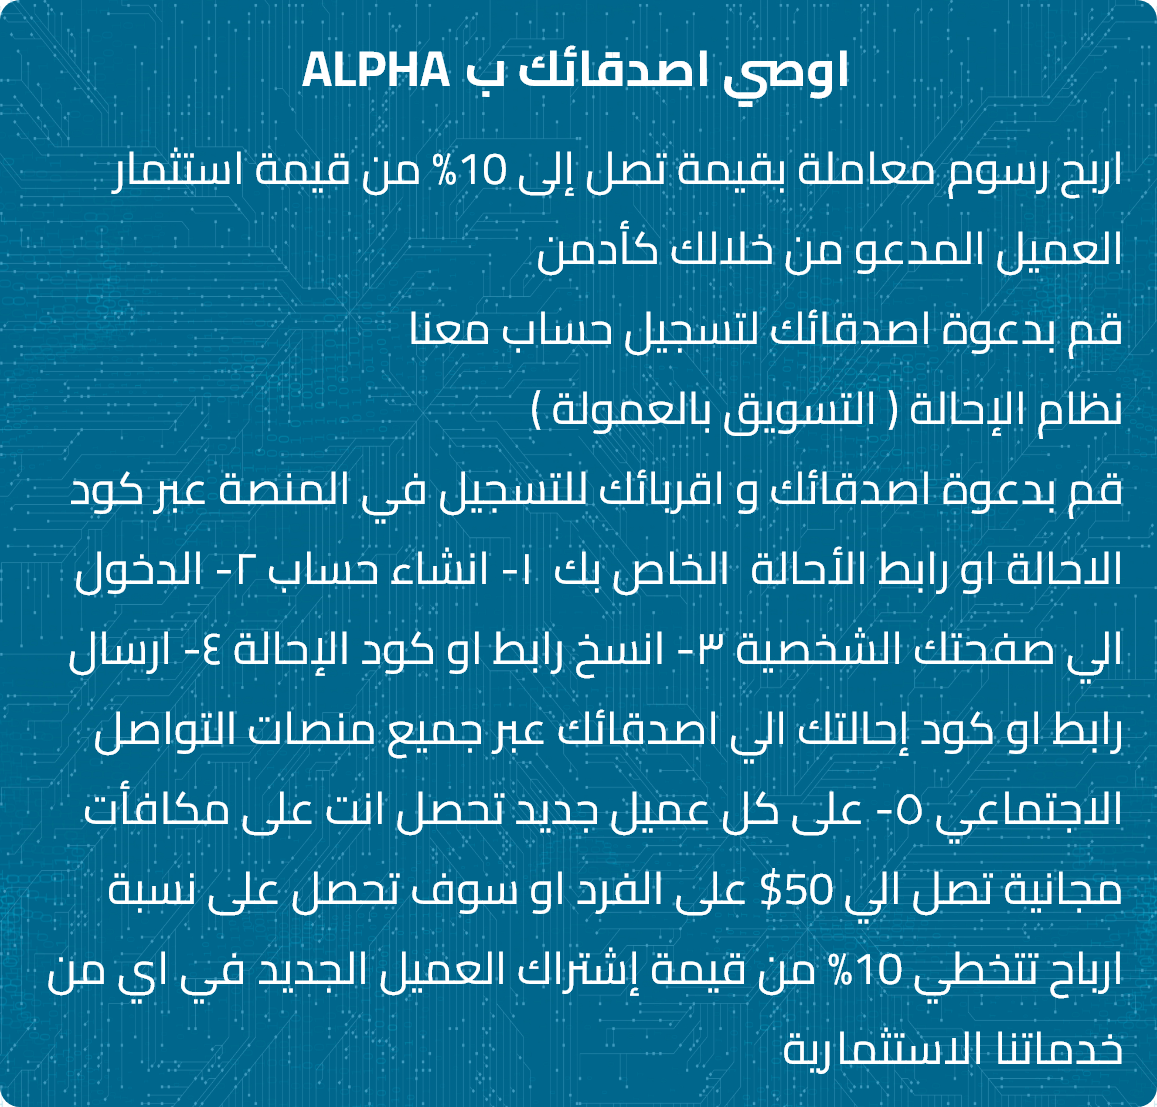 اوصي اصدقائك ب ALPHA
اربح رسوم معاملة بقيمة تصل إلى 10% من قيمة استثمار
العميل المدعو من خلالك كأدمن
قم بدعوة اصدقائك لتسجيل حساب معنا
نظام الإحالة ( التسويق بالعمولة )
قم بدعوة اصدقائك و اقربائك للتسجيل في المنصة عبر كود
الاحالة او رابط الأحالة الخاص بك ١- انشاء حساب ٢- الدخول
الي صفحتك الشخصية ٣- انسخ رابط او كود الإحالة ٤- ارسال
رابط او كود إحالتك الي اصدقائك عبر جميع منصات التواصل
الاجتماعي ٥- على كل عميل جديد تحصل انت على مكافأت
مجانية تصل الي 50$ على الفرد او سوف تحصل على نسبة
ارباح تتخطي 10% من قيمة إشتراك العميل الجديد في اي من
خدماتنا الاستثمارية